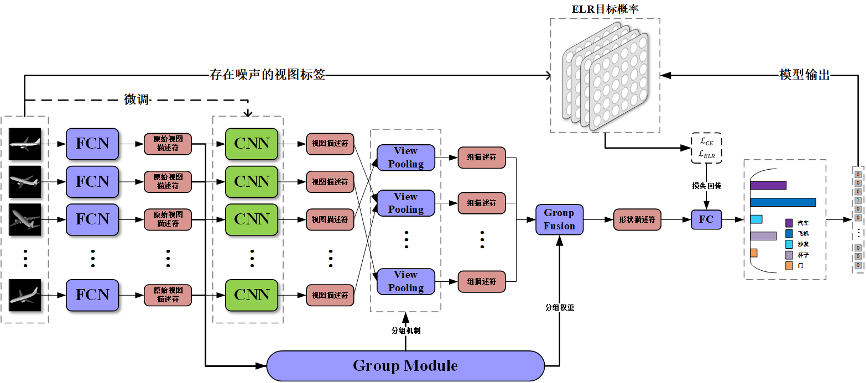 ELR目标概率
存在噪声的视图标签
模型输出
微调
FCN
原始视图
描述符
CNN
视图描述符
View
Pooling
组描述符
FCN
原始视图
描述符
CNN
视图描述符
View
Pooling
组描述符
FCN
原始视图
描述符
CNN
视图描述符
FCN
原始视图
描述符
CNN
视图描述符
View
Pooling
组描述符
Group
Fusion
形状描述符
FC
ℒCE
ℒELR
损失回传
汽车
飞机
沙发
杯子
门
分组机制
分组权重
Group Module